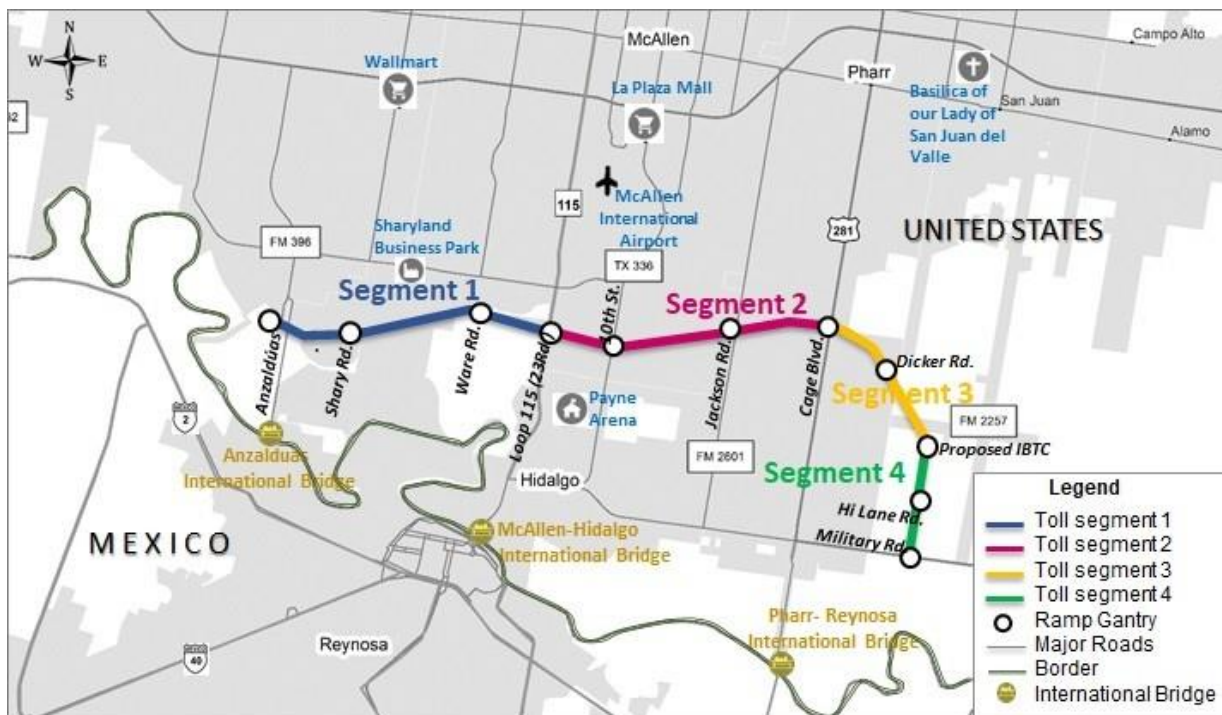 N
W E
S
McAllen
Campo Alto
Wallmart
La Plaza Mall
Pharr
Basilica of
our Lady of
San Juan del
Valle
San Juan
Alamo
115
McAllen
International
Airport
Sharyland
Business Park
FM 396
281
UNITED STATES
TX 336
Segment 1
Segment 2
10th St.
Anzaldúas
Shary Rd.
Ware Rd.
Loop 115 (23Rd)
Jackson Rd.
Cage Blvd.
Dicker Rd.
Segment 3
Payne
Arena
2
FM 2257
Proposed IBTC
FM 2601
Segment 4
Anzalduas
International Bridge
Hidalgo
Hi Lane Rd.
Military Rd.
MEXICO
McAllen-Hidalgo
International Bridge
Reynosa
40
Pharr- Reynosa
International Bridge
Legend
Toll segment 1
Toll segment 2
Toll segment 3
Toll segment 4
Ramp Gantry
Major Roads
Border
International Bridge